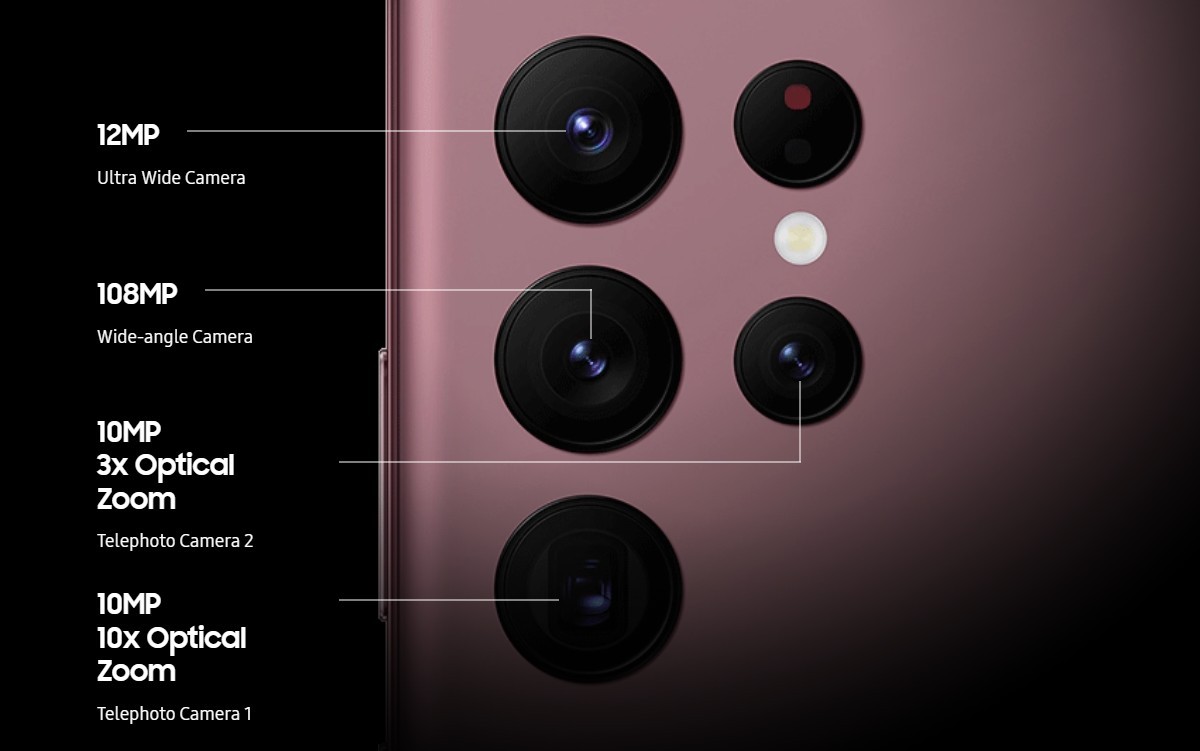 12MP
Ultra Wide Camera
108MP
Wide-angle Camera
10MP
3x Optical
Zoom
Telephoto Camera 2
10MP
10x Optical
Zoom
Telephoto Camera 1